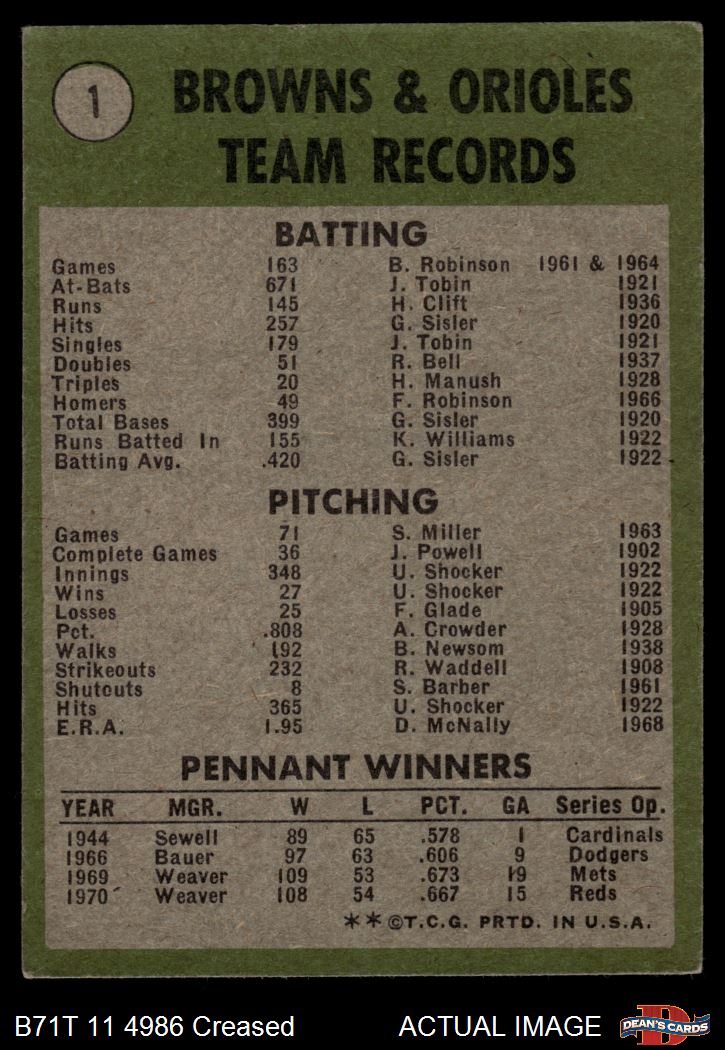 1
BROWNS & ORIOLES
TEAM RECORDS
BATTING
Games 163 B. Robinson 1961 & 1964
At-Bats 671 J. Tobin 1921
Runs 145 H. Clift 1936
Hits 257 G. Sisler 1920
Singles 179 J. Tobin 1921
Doubles 51 R. Bell 1937
Triples 20 H. Manush 1928
Homers 49 F. Robinson 1966
Total Bases 399 G. Sisler 1920
Runs Batted In 155 K. Williams 1922
Batting Avg. .420 G. Sisler 1922
PITCHING
Games 71 S. Miller 1963
Complete Games 36 J. Powell 1902
Innings 348 U. Shocker 1922
Wins 27 U. Shocker 1922
Losses 25 F. Glade 1905
Pct. .808 A. Crowder 1928
Walks 192 B. Newsom 1938
Strikeouts 232 R. Waddell 1908
Shutouts 8 S. Barber 1961
Hits 365 U. Shocker 1922
E.R.A. 1.95 D. McNally 1968
PENNANT WINNERS
YEAR MGR. W L PCT. GA Series Op.
1944 Sewell 89 65 .578 1 Cardinals
1966 Bauer 97 63 .606 9 Dodgers
1969 Weaver 109 53 .673 19 Mets
1970 Weaver 108 54 .667 15 Reds
**©T.C.G. PRTD. IN U.S.A.
B71T 11 4986 Creased ACTUAL IMAGE D DEAN'S CARDS